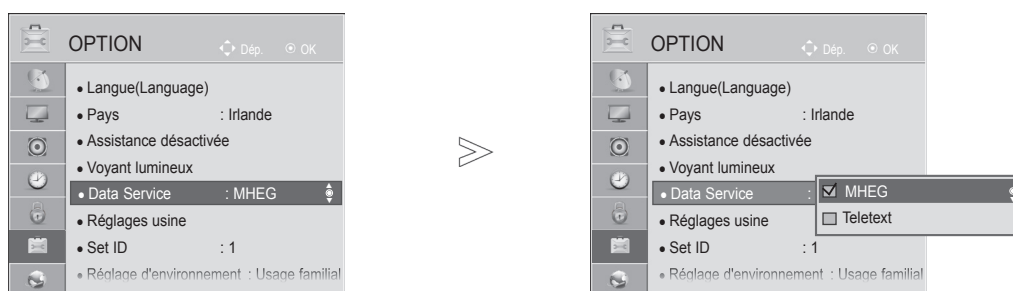 OPTION
Dép. OK
• Langue(Language)
• Pays : Irlande
• Assistance désactivée
• Voyant lumineux
• Data Service : MHEG
• Réglages usine
• Set ID : 1
• Réglage d'environnement : Usage familial
OPTION
Dép. OK
• Langue(Language)
• Pays : Irlande
• Assistance désactivée
• Voyant lumineux
• Data Service :
MHEG
Teletext
• Réglages usine
• Set ID : 1
• Réglage d'environnement : Usage familial